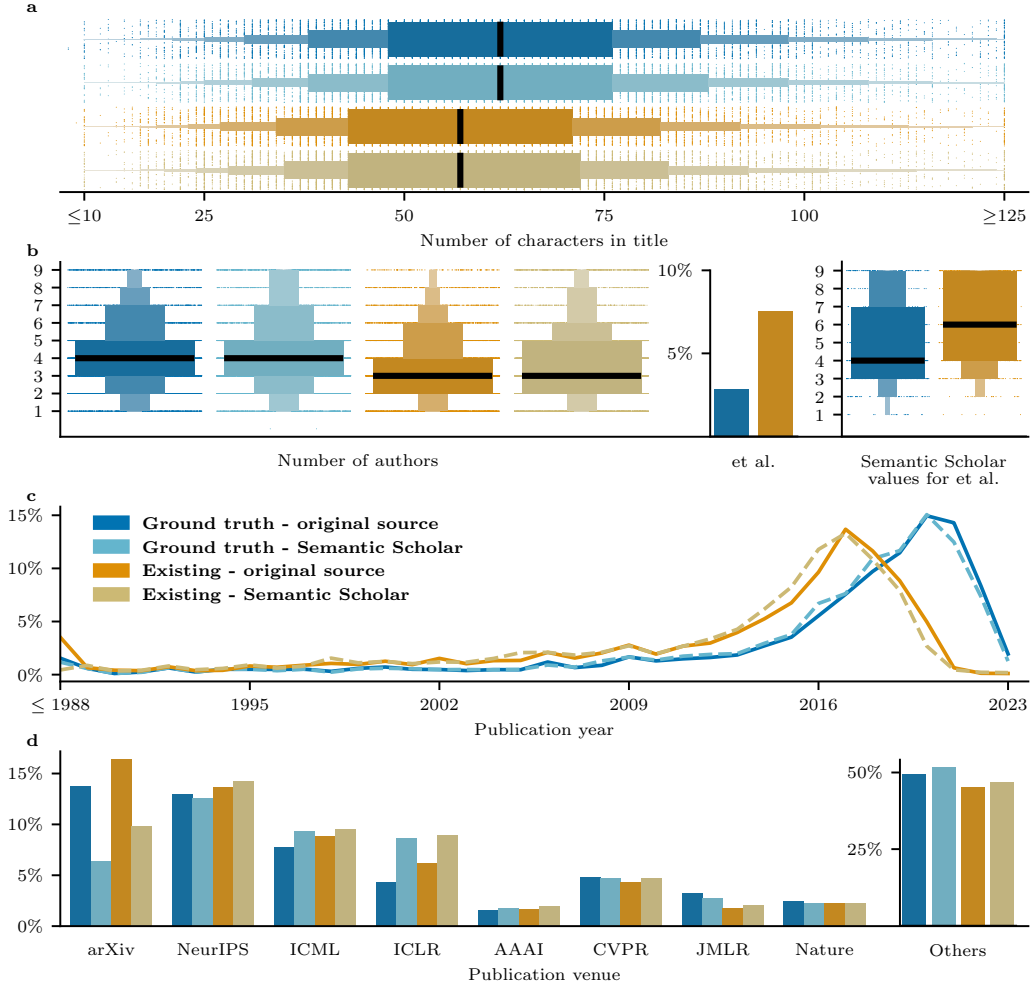 a
≤10 25 50 75 100 ≥125
Number of characters in title
b
9
8
7
6
5
4
3
2
1
Number of authors
10%
5%
et al.
9
8
7
6
5
4
3
2
1
Semantic Scholar
values for et al.
c
15%
10%
5%
0%
Ground truth - original source
Ground truth - Semantic Scholar
Existing - original source
Existing - Semantic Scholar
≤ 1988 1995 2002 2009 2016 2023
Publication year
d
15%
10%
5%
0%
arXiv NeurIPS ICML ICLR AAAI CVPR JMLR Nature
Publication venue
50%
25%
Others